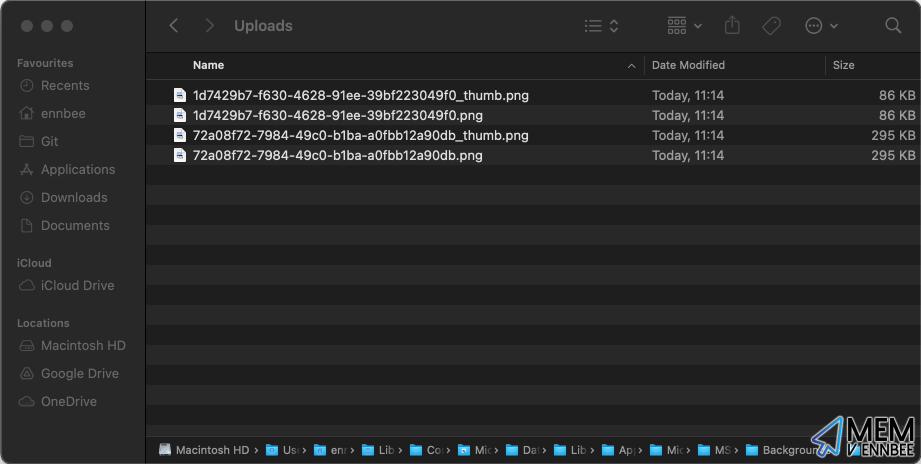 Uploads
Favourites
Recents
ennbee
Git
Applications
Downloads
Documents
iCloud
iCloud Drive
Locations
Macintosh HD
Google Drive
OneDrive
Name Date Modified Size
1d7429b7-f630-4628-91ee-39bf223049f0_thumb.png Today, 11:14 86 KB
1d7429b7-f630-4628-91ee-39bf223049f0.png Today, 11:14 86 KB
72a08f72-7984-49c0-b1ba-a0fbb12a90db_thumb.png Today, 11:14 295 KB
72a08f72-7984-49c0-b1ba-a0fbb12a90db.png Today, 11:14 295 KB
Macintosh HD Use enn Lib Co Mic Dat Lib App Mic MS Background
MEM
ENNBEE